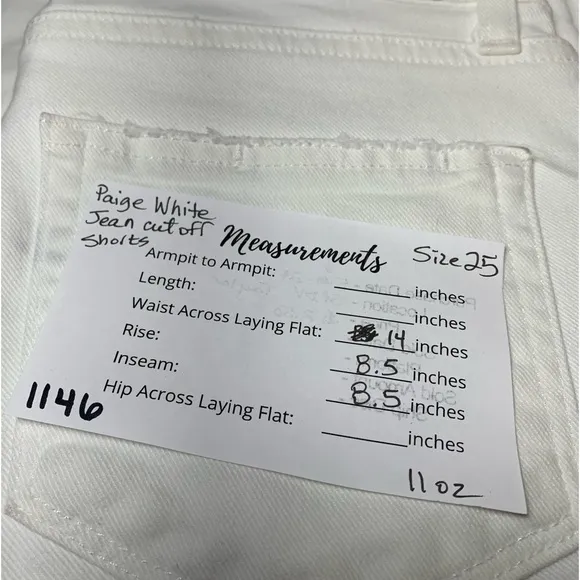 Paige White
Jean cut off
Shorts
Measurements
Size 25
Armpit to Armpit: inches
Length: inches
Waist Across Laying Flat: 14 inches
Rise: 8.5 inches
Inseam: 8.5 inches
Hip Across Laying Flat: inches
1146
11 oz